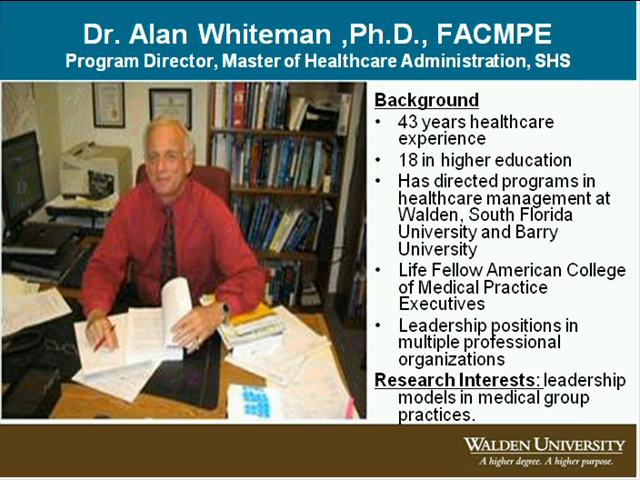 Dr. Alan Whiteman ,Ph.D., FACMPE
Program Director, Master of Healthcare Administration, SHS
Background
• 43 years healthcare
experience
• 18 in higher education
• Has directed programs in
healthcare management at
Walden, South Florida
University and Barry
University
• Life Fellow American College
of Medical Practice
Executives
• Leadership positions in
multiple professional
organizations
Research Interests: leadership
models in medical group
practices.
WALDEN UNIVERSITY
A higher degree. A higher purpose.